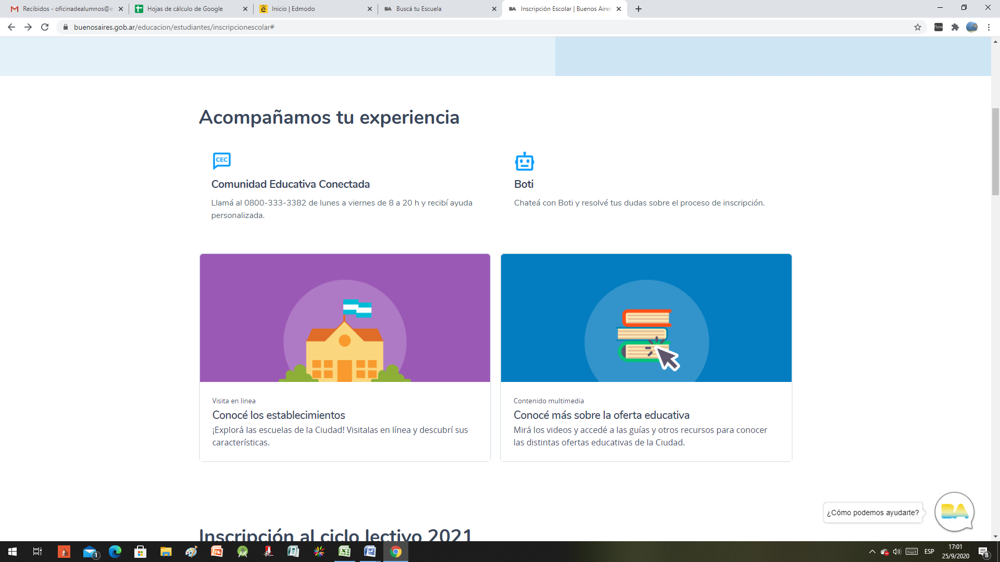 Recibidos - oficinadealumnos@e
Hojas de cálculo de Google
Inicio | Edmodo
BA Buscá tu Escuela
BA Inscripción Escolar | Buenos Aires
buenosaires.gob.ar/educacion/estudiantes/inscripcionescolar#
flow
Acompañamos tu experiencia
CEC
Comunidad Educativa Conectada
Llamá al 0800-333-3382 de lunes a viernes de 8 a 20 h y recibí ayuda
personalizada.
Boti
Chateá con Boti y resolvé tus dudas sobre el proceso de inscripción.
Visita en línea
Conocé los establecimientos
¡Explorá las escuelas de la Ciudad! Visitalas en línea y descubrí sus
características.
Contenido multimedia
Conocé más sobre la oferta educativa
Mirá los videos y accedé a las guías y otros recursos para conocer
las distintas ofertas educativas de la Ciudad.
¿Cómo podemos ayudarte?
BA
Inscripción al ciclo lectivo 2021
1
ESP
17:01
25/9/2020
8